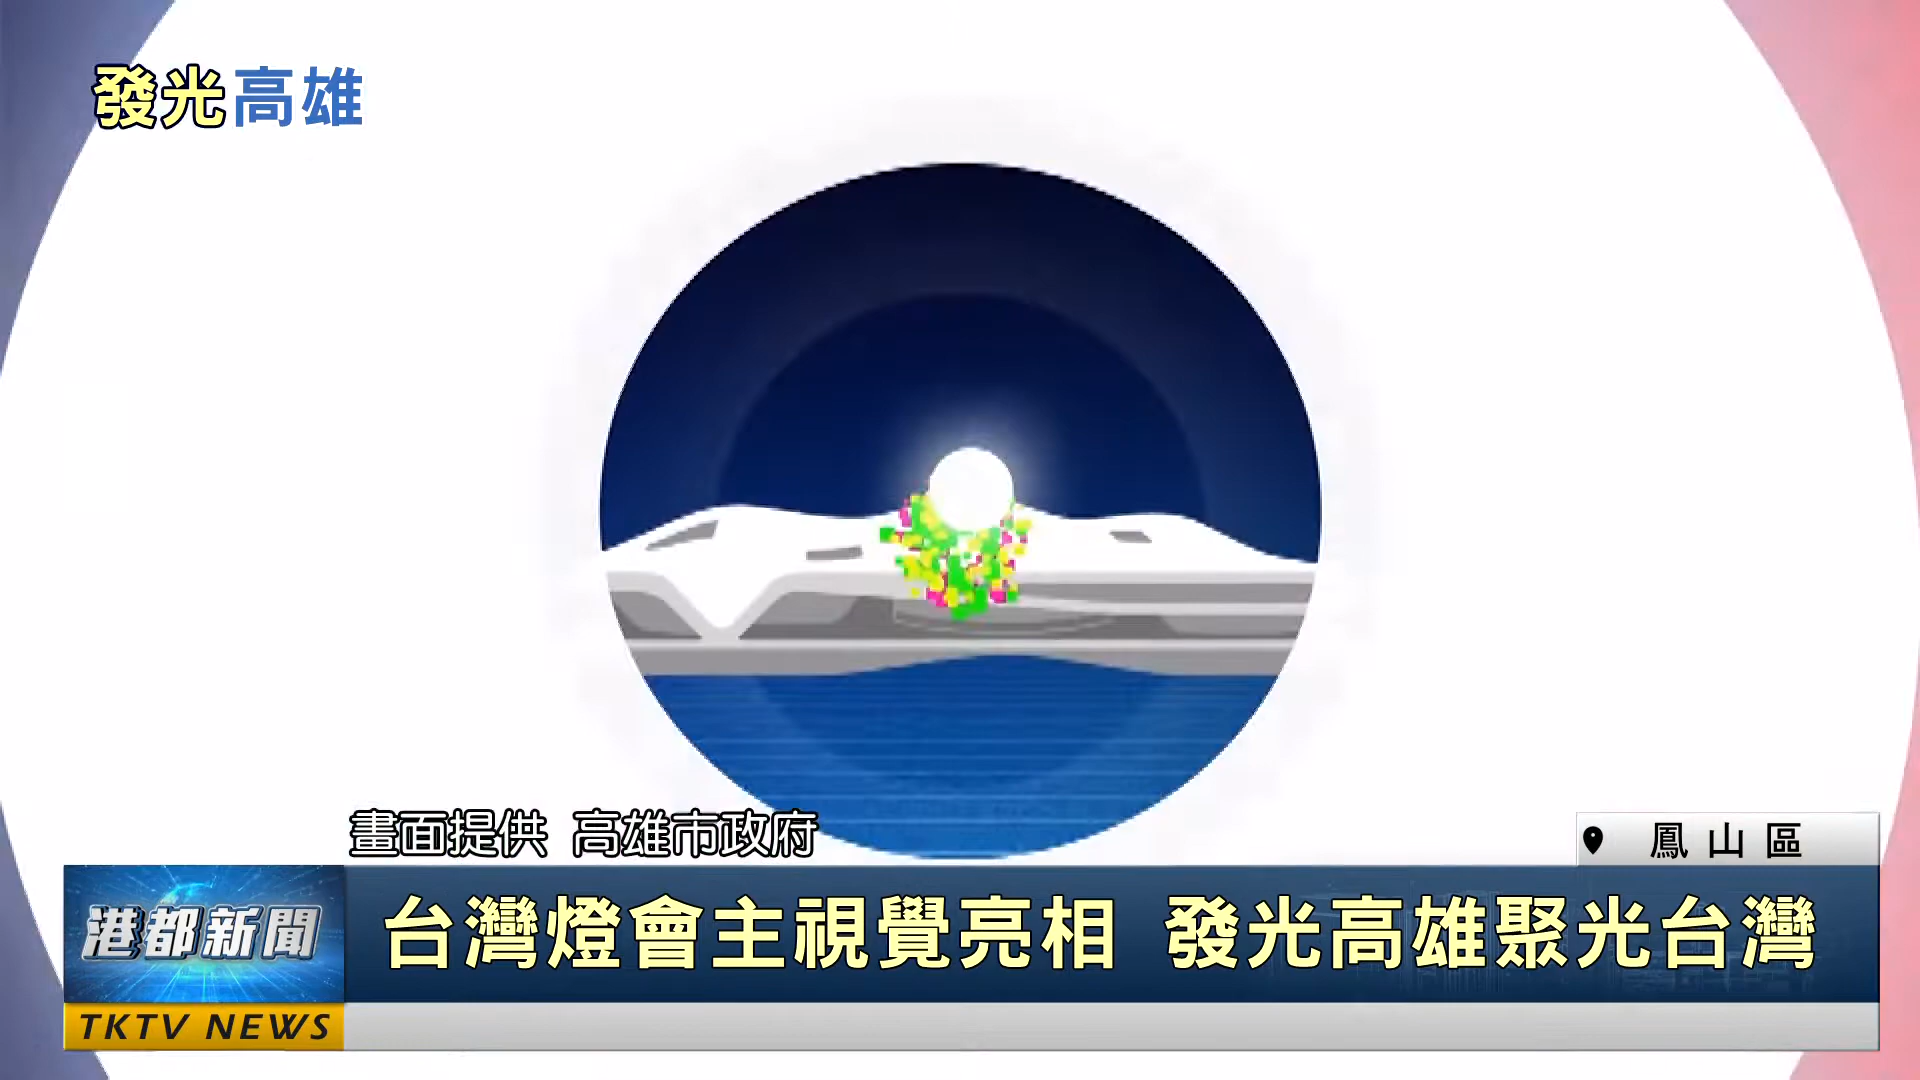 發光高雄
畫面提供 高雄市政府
鳳山區
港都新聞
台灣燈會主視覺亮相 發光高雄聚光台灣
TKTV NEWS